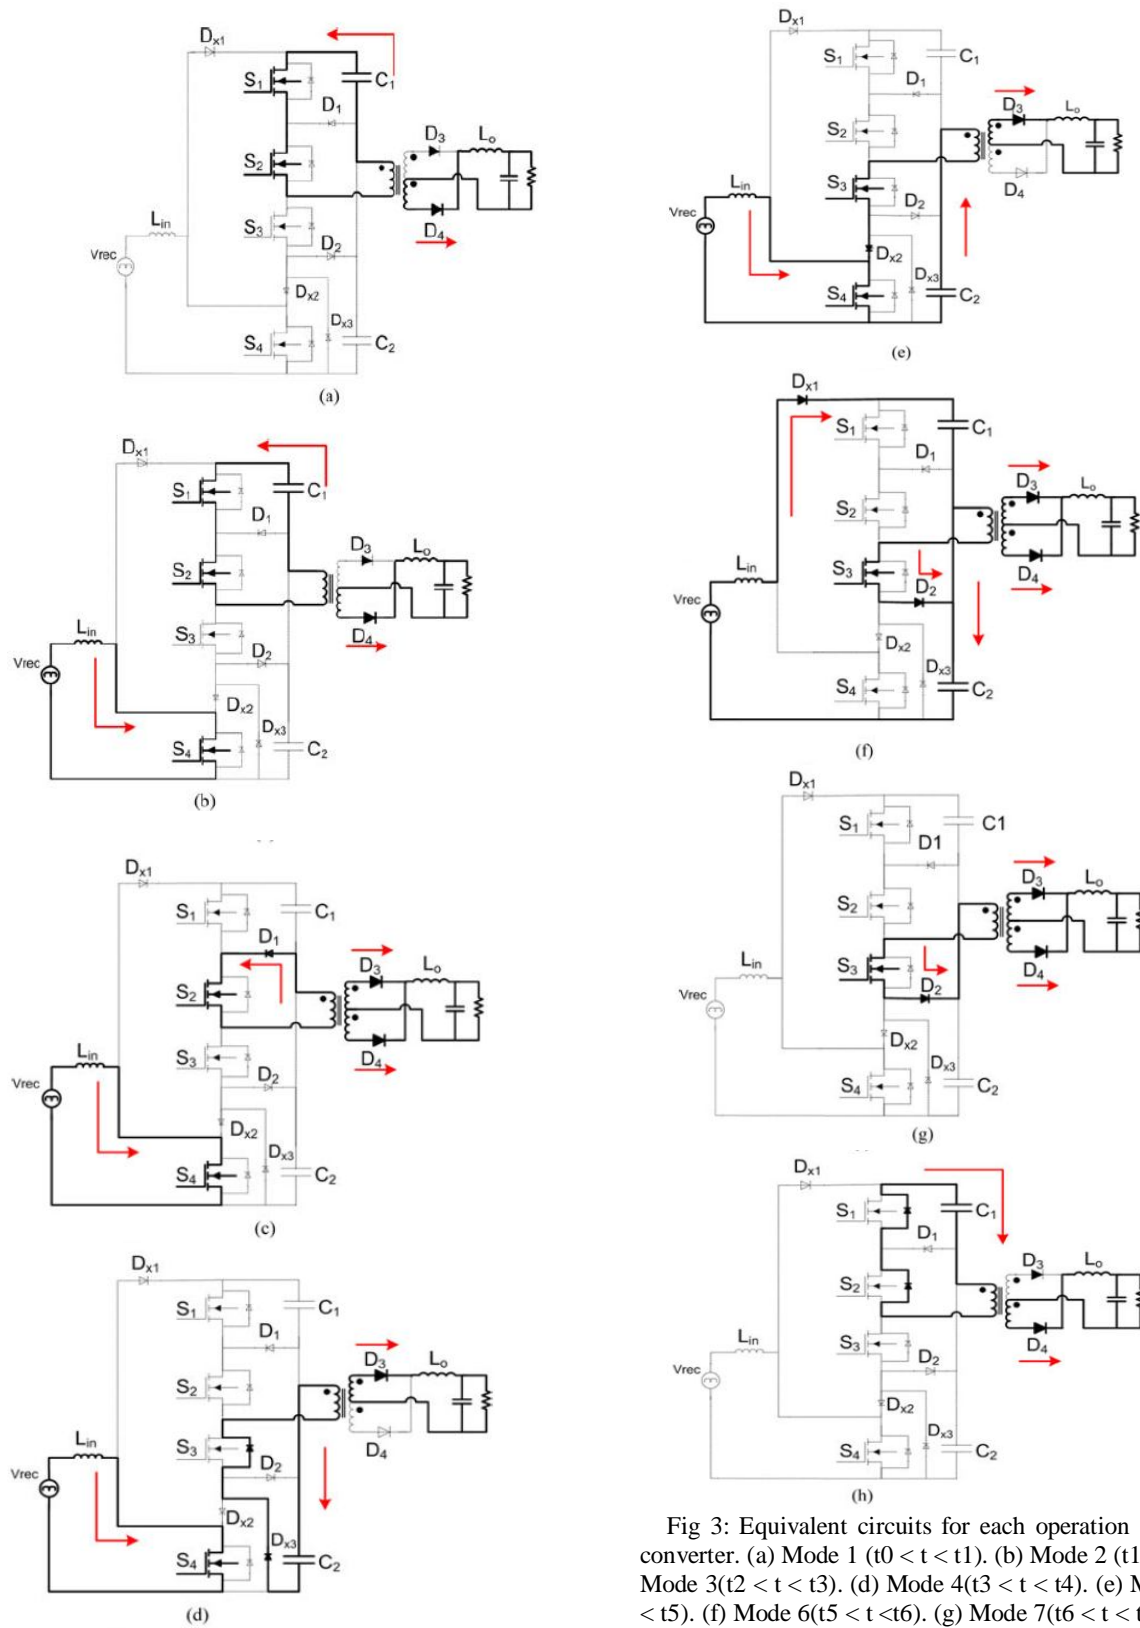 Dx1
S1
C1
D1
S2
D3
Lo
Lin
S3
D2
D4
Vrec
Dx2
Dx3
S4
C2
(a)
Dx1
S1
C1
D1
S2
D3
Lo
Lin
S3
D2
D4
Vrec
Dx2
Dx3
S4
C2
(b)
Dx1
S1
C1
D1
S2
D3
Lo
Lin
S3
D2
D4
Vrec
Dx2
Dx3
S4
C2
(c)
Dx1
S1
C1
D1
S2
D3
Lo
Lin
S3
D2
D4
Vrec
Dx2
Dx3
S4
C2
(d)
Dx1
S1
C1
D1
S2
D3
Lo
Lin
S3
D2
D4
Vrec
Dx2
Dx3
S4
C2
(e)
Dx1
S1
C1
D1
S2
D3
Lo
Lin
S3
D2
D4
Vrec
Dx2
Dx3
S4
C2
(f)
Dx1
S1
C1
D1
S2
D3
Lo
Lin
S3
D2
D4
Vrec
Dx2
Dx3
S4
C2
(g)
Dx1
S1
C1
D1
S2
D3
Lo
Lin
S3
D2
D4
Vrec
Dx2
Dx3
S4
C2
(h)
Fig 3: Equivalent circuits for each operation
converter. (a) Mode 1 (t0 < t < t1). (b) Mode 2 (t1
Mode 3(t2 < t < t3). (d) Mode 4(t3 < t < t4). (e)
< t5). (f) Mode 6(t5 < t <t6). (g) Mode 7(t6 < t <